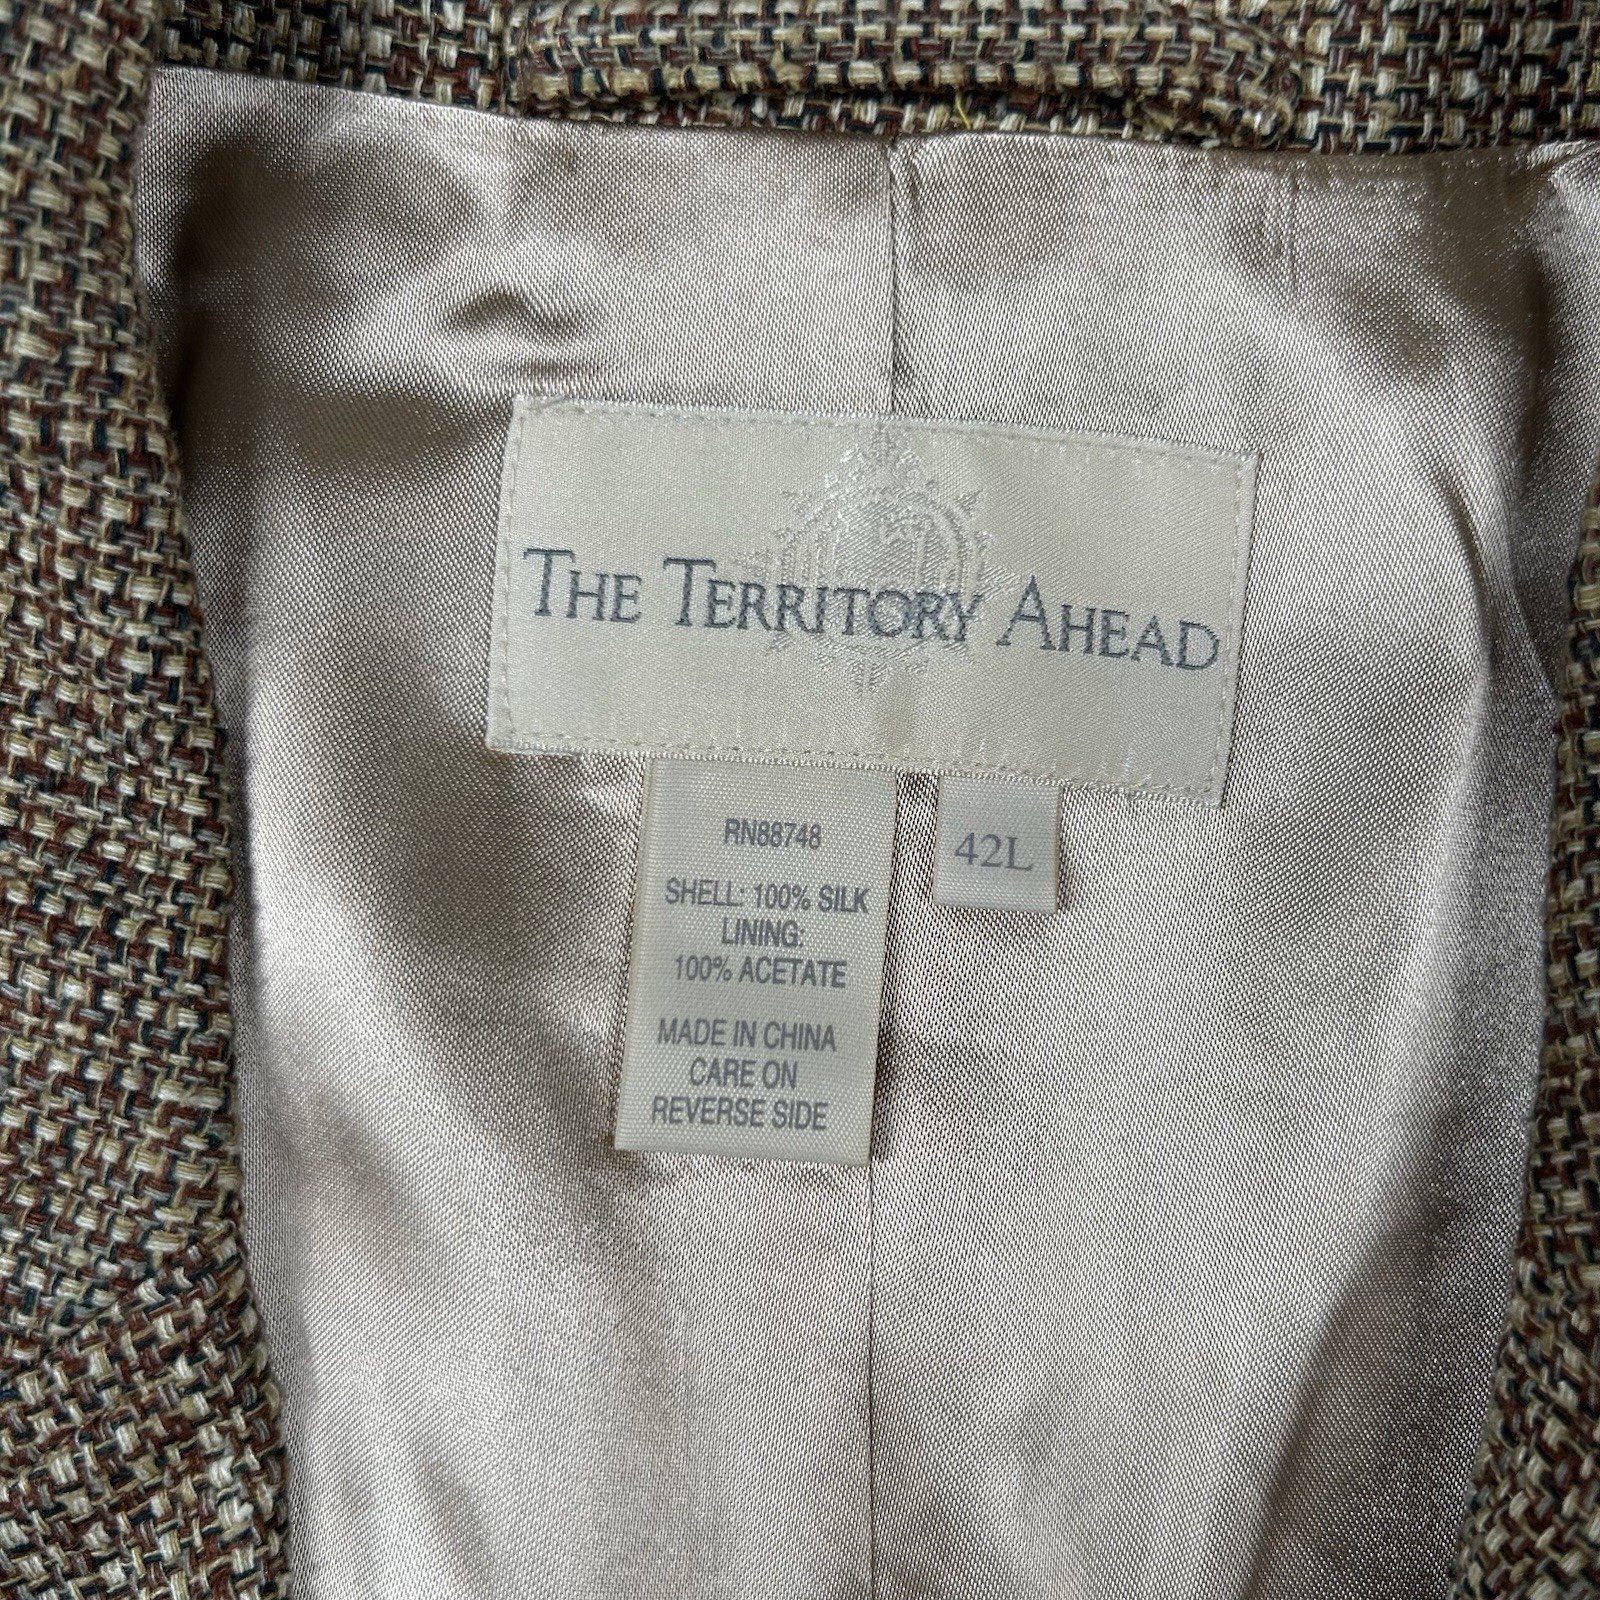 THE TERRITORY AHEAD
RN88748
SHELL: 100% SILK
LINING:
100% ACETATE
MADE IN CHINA
CARE ON
REVERSE SIDE
42L